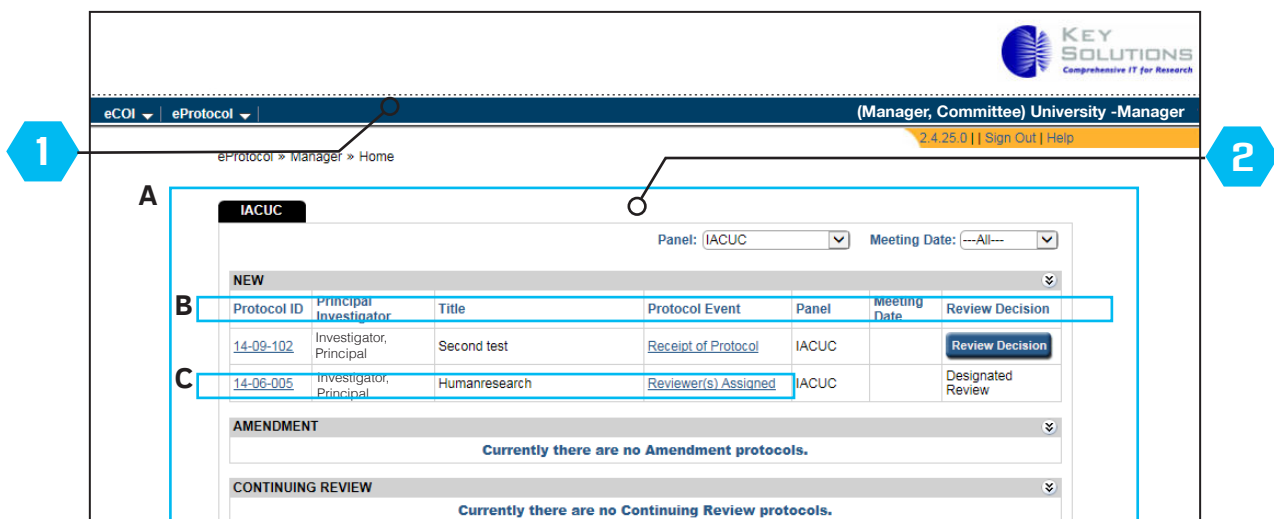 KEY
SOLUTIONS
Comprehensive IT for Research
eCOI eProtocol (Manager, Committee) University -Manager
1
2.4.25.0 | | Sign Out | Help
eProtocol » Manager » Home
2
A
IACUC
Panel: IACUC Meeting Date: ---All---
NEW
B
Protocol ID Principal Investigator Title Protocol Event Panel Meeting Date Review Decision
14-09-102 Investigator, Principal Second test Receipt of Protocol IACUC Review Decision
C
14-06-005 Investigator, Principal Humanresearch Reviewer(s) Assigned IACUC Designated Review
AMENDMENT
Currently there are no Amendment protocols.
CONTINUING REVIEW
Currently there are no Continuing Review protocols.